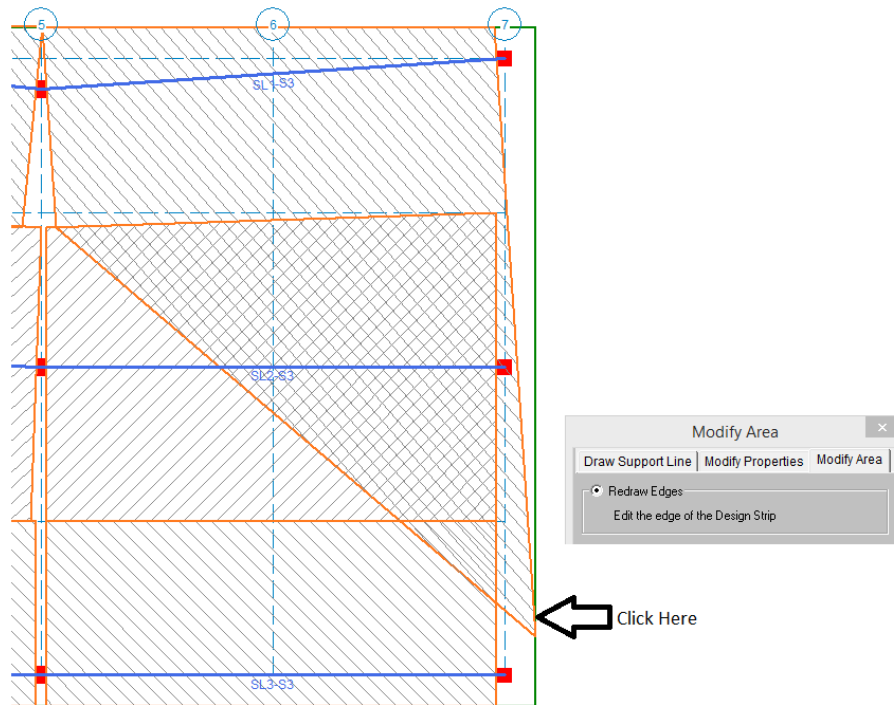 5 6 7
SL1-S3
SL2-S3
SL3-S3
Modify Area
Draw Support Line Modify Properties Modify Area
Redraw Edges
Edit the edge of the Design Strip
Click Here